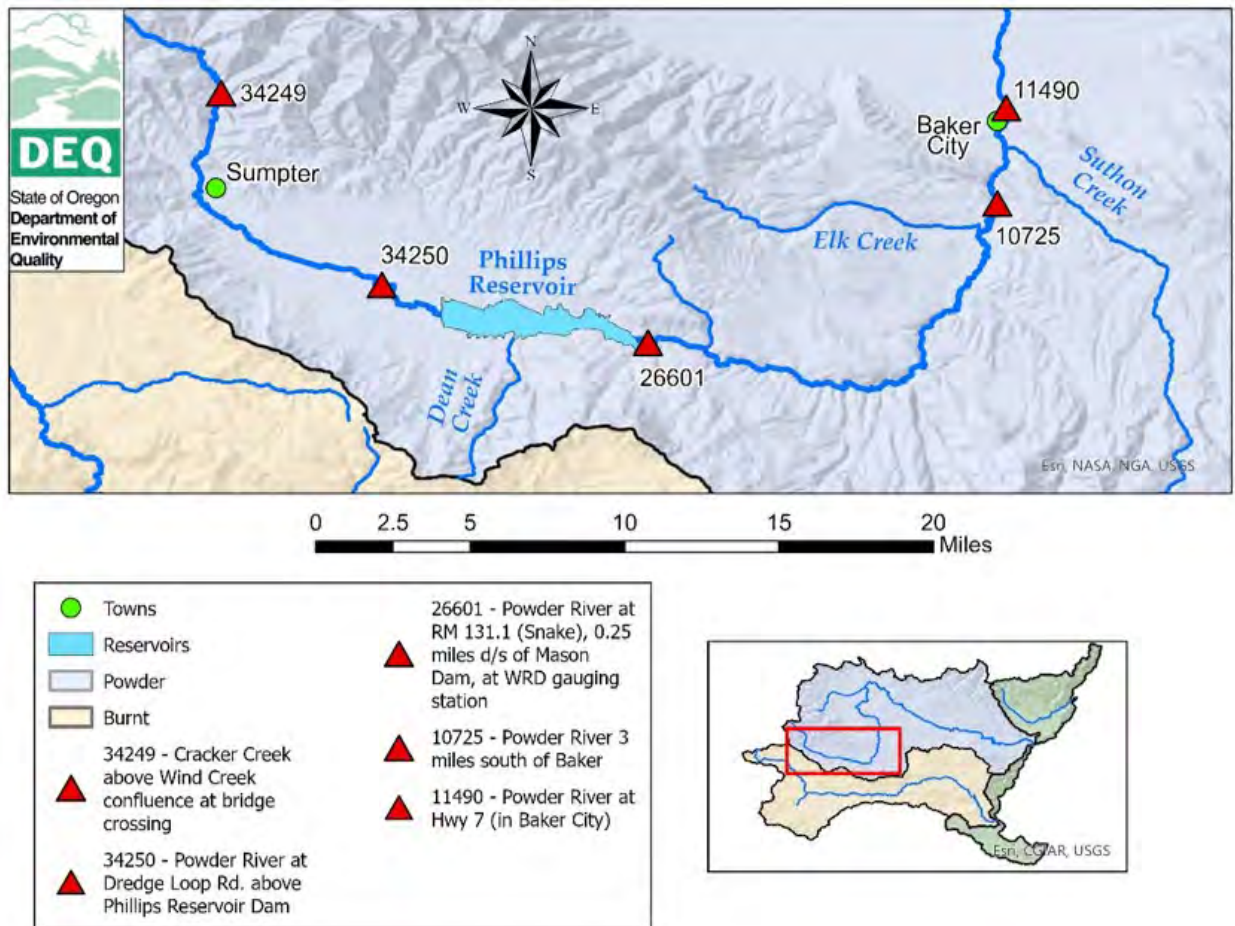 DEQ
State of Oregon
Department of
Environmental
Quality
N
W
E
S
34249
Sumpter
34250
Phillips
Reservoir
Dean
Creek
26601
Elk Creek
11490
Baker
City
10725
Suthon
Creek
Esri, NASA, NGA, USGS
0 2.5 5 10 15 20
Miles
Towns
Reservoirs
Powder
Burnt
34249 - Cracker Creek
above Wind Creek
confluence at bridge
crossing
34250 - Powder River at
Dredge Loop Rd. above
Phillips Reservoir Dam
26601 - Powder River at
RM 131.1 (Snake), 0.25
miles d/s of Mason
Dam, at WRD gauging
station
10725 - Powder River 3
miles south of Baker
11490 - Powder River at
Hwy 7 (in Baker City)
Esri, CGIAR, USGS